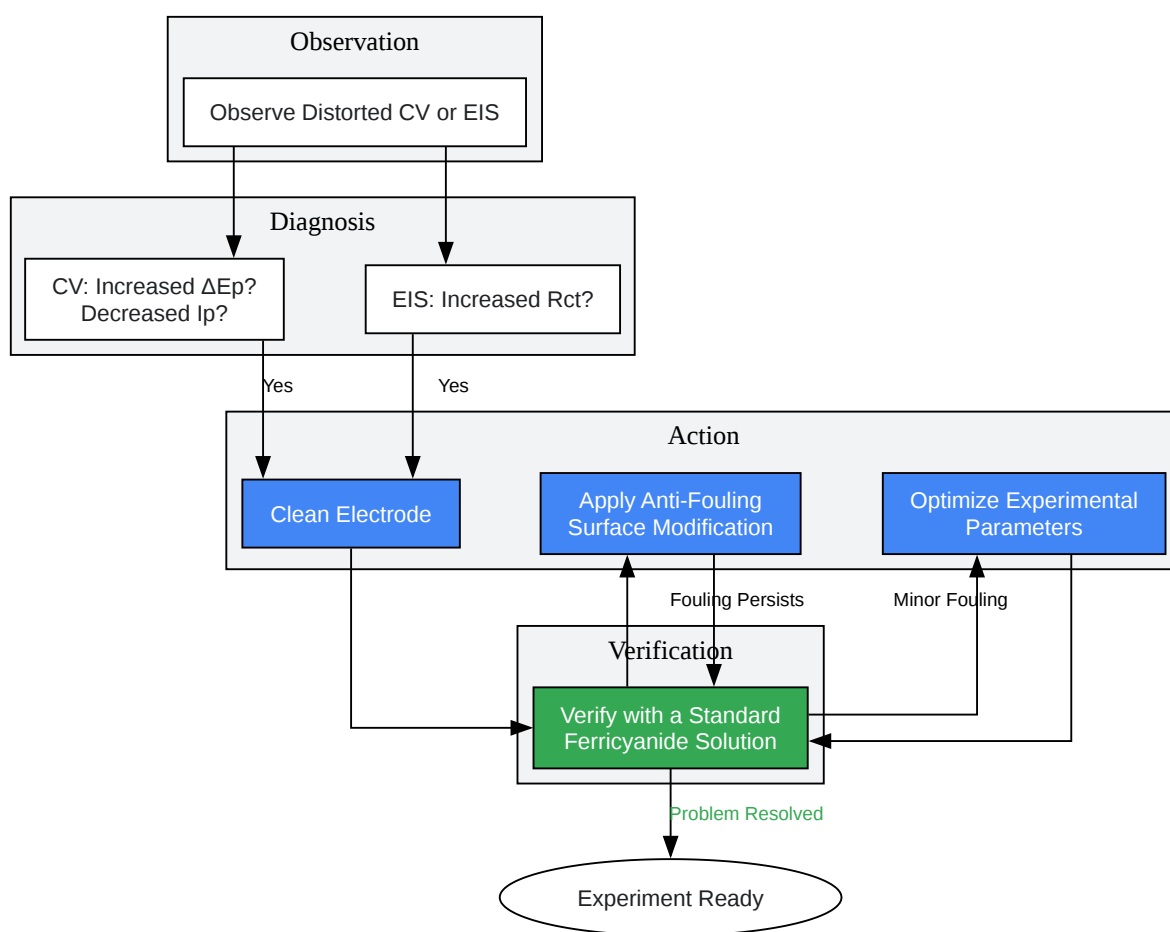 Observation
Observe Distorted CV or EIS
Diagnosis
CV: Increased ΔEp?
Decreased Ip?
EIS: Increased Rct?
Yes
Yes
Action
Clean Electrode
Apply Anti-Fouling
Surface Modification
Optimize Experimental
Parameters
Fouling Persists
Minor Fouling
Verification
Verify with a Standard
Ferricyanide Solution
Problem Resolved
Experiment Ready